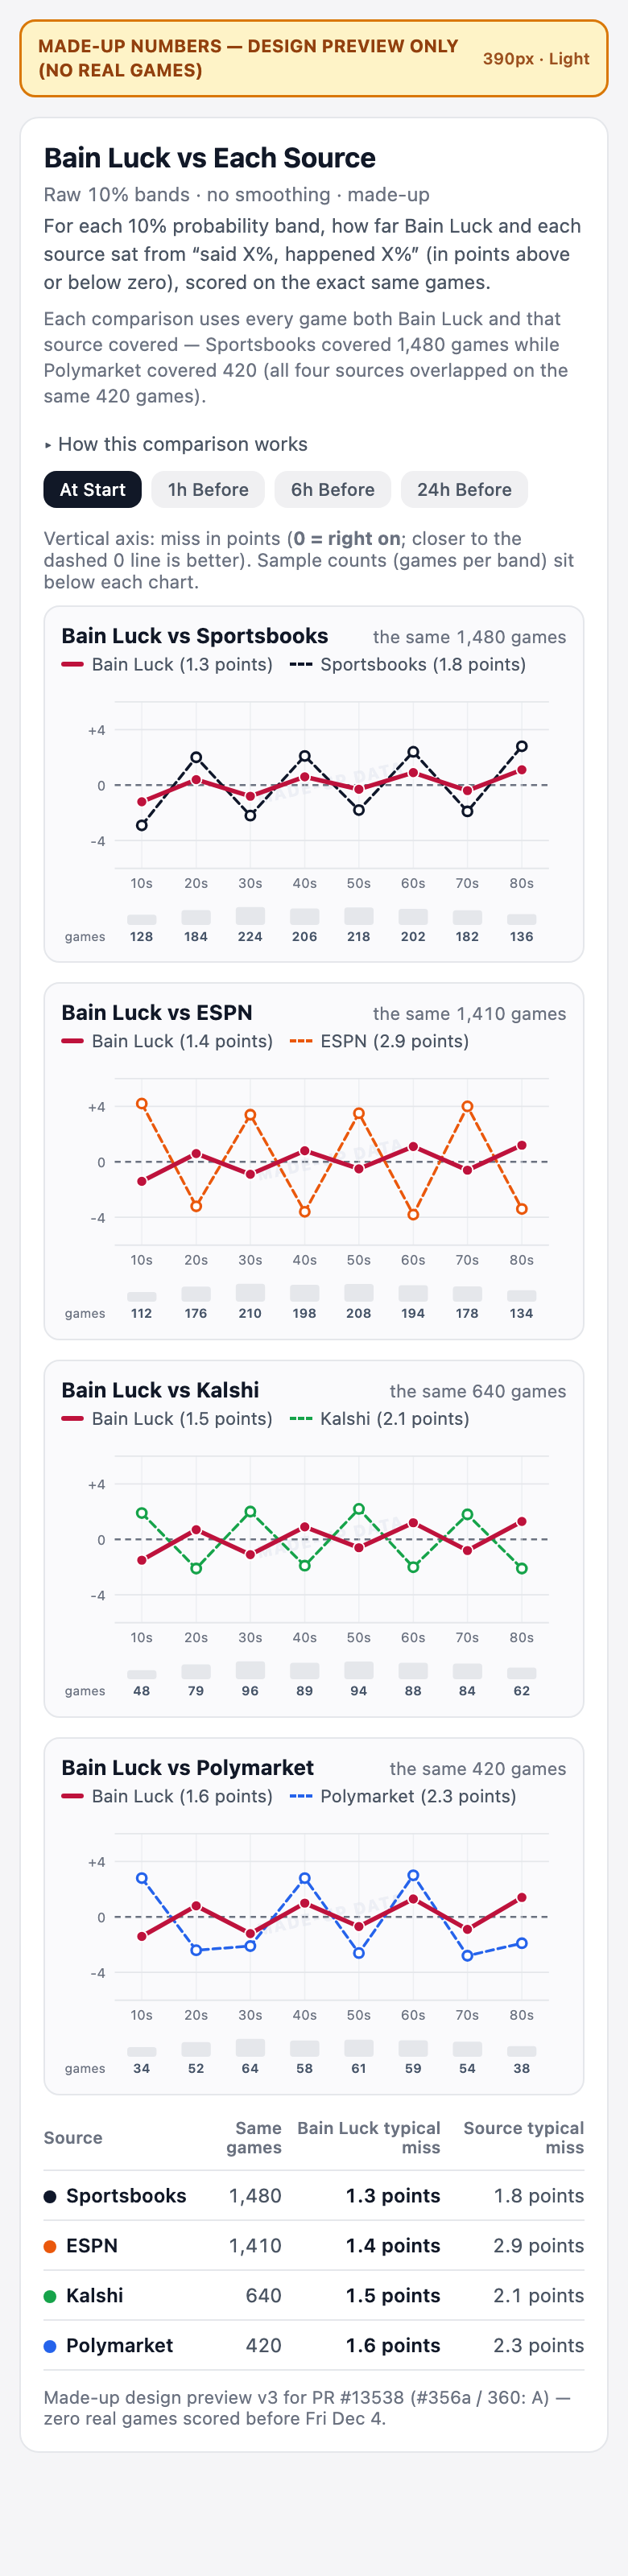 MADE-UP NUMBERS — DESIGN PREVIEW ONLY
(NO REAL GAMES)
390px · Light
Bain Luck vs Each Source
Raw 10% bands · no smoothing · made-up
For each 10% probability band, how far Bain Luck and each
source sat from “said X%, happened X%” (in points above
or below zero), scored on the exact same games.
Each comparison uses every game both Bain Luck and that
source covered — Sportsbooks covered 1,480 games while
Polymarket covered 420 (all four sources overlapped on the
same 420 games).
▸ How this comparison works
At Start 1h Before 6h Before 24h Before
Vertical axis: miss in points (0 = right on; closer to the
dashed 0 line is better). Sample counts (games per band) sit
below each chart.
Bain Luck vs Sportsbooks the same 1,480 games
Bain Luck (1.3 points) Sportsbooks (1.8 points)
+4
0
-4
10s 20s 30s 40s 50s 60s 70s 80s
games 128 184 224 206 218 202 182 136
Bain Luck vs ESPN the same 1,410 games
Bain Luck (1.4 points) ESPN (2.9 points)
+4
0
-4
10s 20s 30s 40s 50s 60s 70s 80s
games 112 176 210 198 208 194 178 134
Bain Luck vs Kalshi the same 640 games
Bain Luck (1.5 points) Kalshi (2.1 points)
+4
0
-4
10s 20s 30s 40s 50s 60s 70s 80s
games 48 79 96 89 94 88 84 62
Bain Luck vs Polymarket the same 420 games
Bain Luck (1.6 points) Polymarket (2.3 points)
+4
0
-4
10s 20s 30s 40s 50s 60s 70s 80s
games 34 52 64 58 61 59 54 38
Source Same games Bain Luck typical miss Source typical miss
Sportsbooks 1,480 1.3 points 1.8 points
ESPN 1,410 1.4 points 2.9 points
Kalshi 640 1.5 points 2.1 points
Polymarket 420 1.6 points 2.3 points
Made-up design preview v3 for PR #13538 (#356a / 360: A) —
zero real games scored before Fri Dec 4.